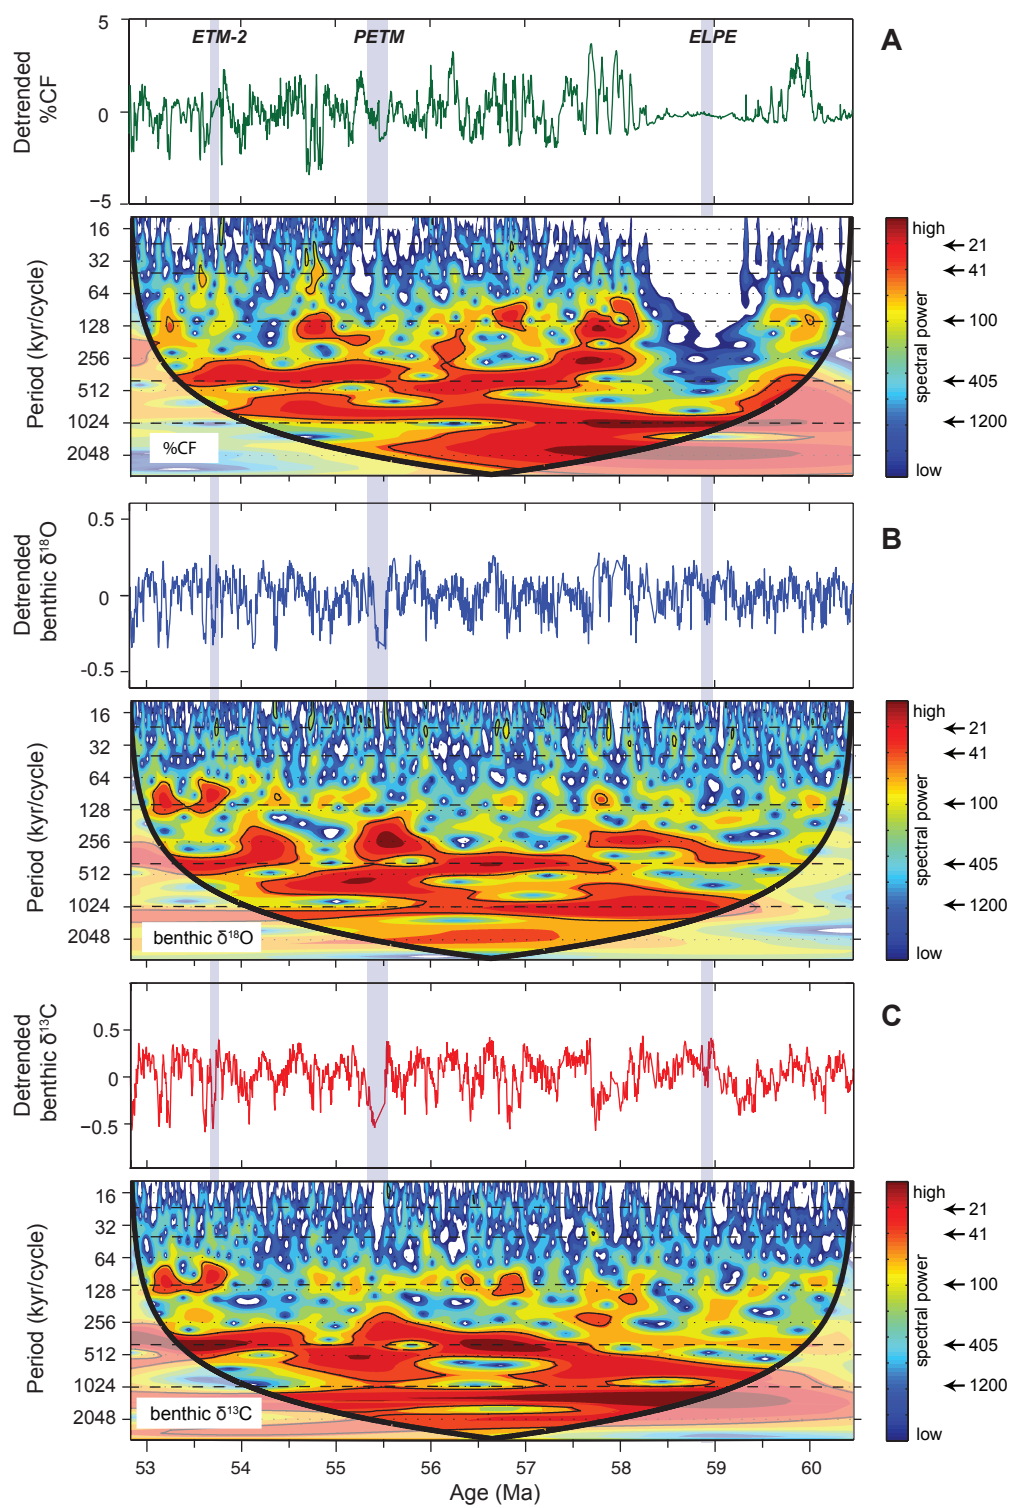 ETM-2 PETM ELPE
A
Detrended
%CF
5
0
−5
Period (kyr/cycle)
16
32
64
128
256
512
1024
2048
%CF
high
low
spectral power
21
41
100
405
1200
B
Detrended
benthic δ¹⁸O
0.5
0
-0.5
Period (kyr/cycle)
16
32
64
128
256
512
1024
2048
benthic δ¹⁸O
high
low
spectral power
21
41
100
405
1200
C
Detrended
benthic δ¹³C
0.5
0
−0.5
Period (kyr/cycle)
16
32
64
128
256
512
1024
2048
benthic δ¹³C
high
low
spectral power
21
41
100
405
1200
53 54 55 56 57 58 59 60
Age (Ma)